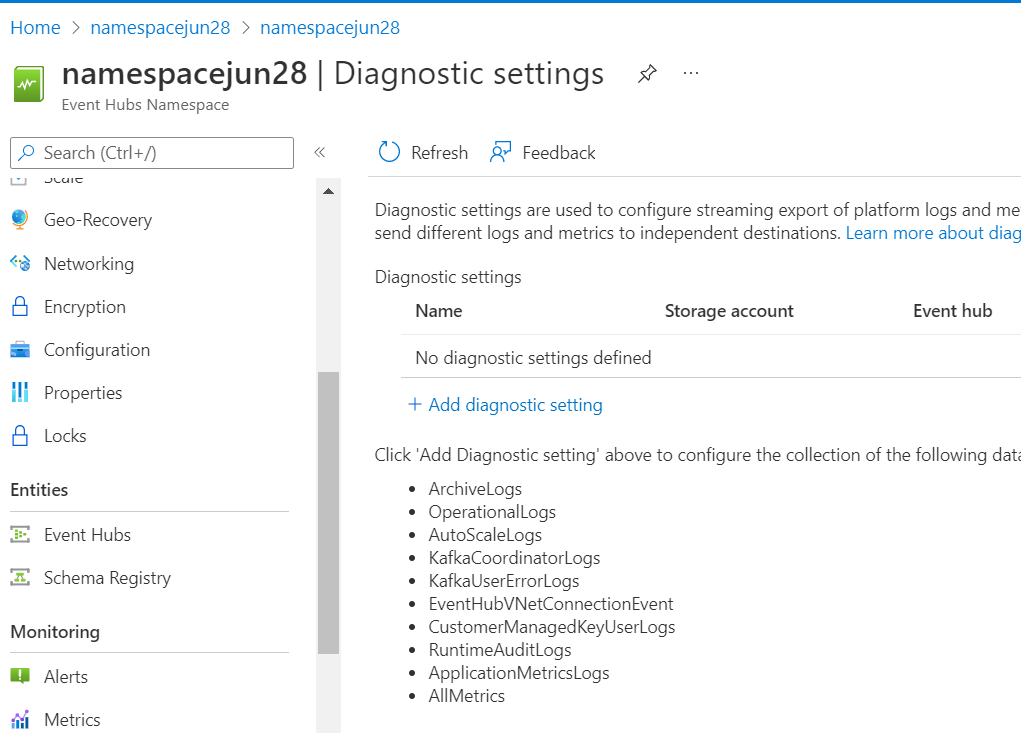 Home > namespacejun28 > namespacejun28
namespacejun28 | Diagnostic settings ...
Event Hubs Namespace
Search (Ctrl+/)
«
Refresh
Feedback
Scale
Geo-Recovery
Networking
Encryption
Configuration
Properties
Locks
Entities
Event Hubs
Schema Registry
Monitoring
Alerts
Metrics
Diagnostic settings are used to configure streaming export of platform logs and me
send different logs and metrics to independent destinations. Learn more about diag
Diagnostic settings
Name Storage account Event hub
No diagnostic settings defined
+ Add diagnostic setting
Click 'Add Diagnostic setting' above to configure the collection of the following data
• ArchiveLogs
• OperationalLogs
• AutoScaleLogs
• KafkaCoordinatorLogs
• KafkaUserErrorLogs
• EventHubVNetConnectionEvent
• CustomerManagedKeyUserLogs
• RuntimeAuditLogs
• ApplicationMetricsLogs
• AllMetrics